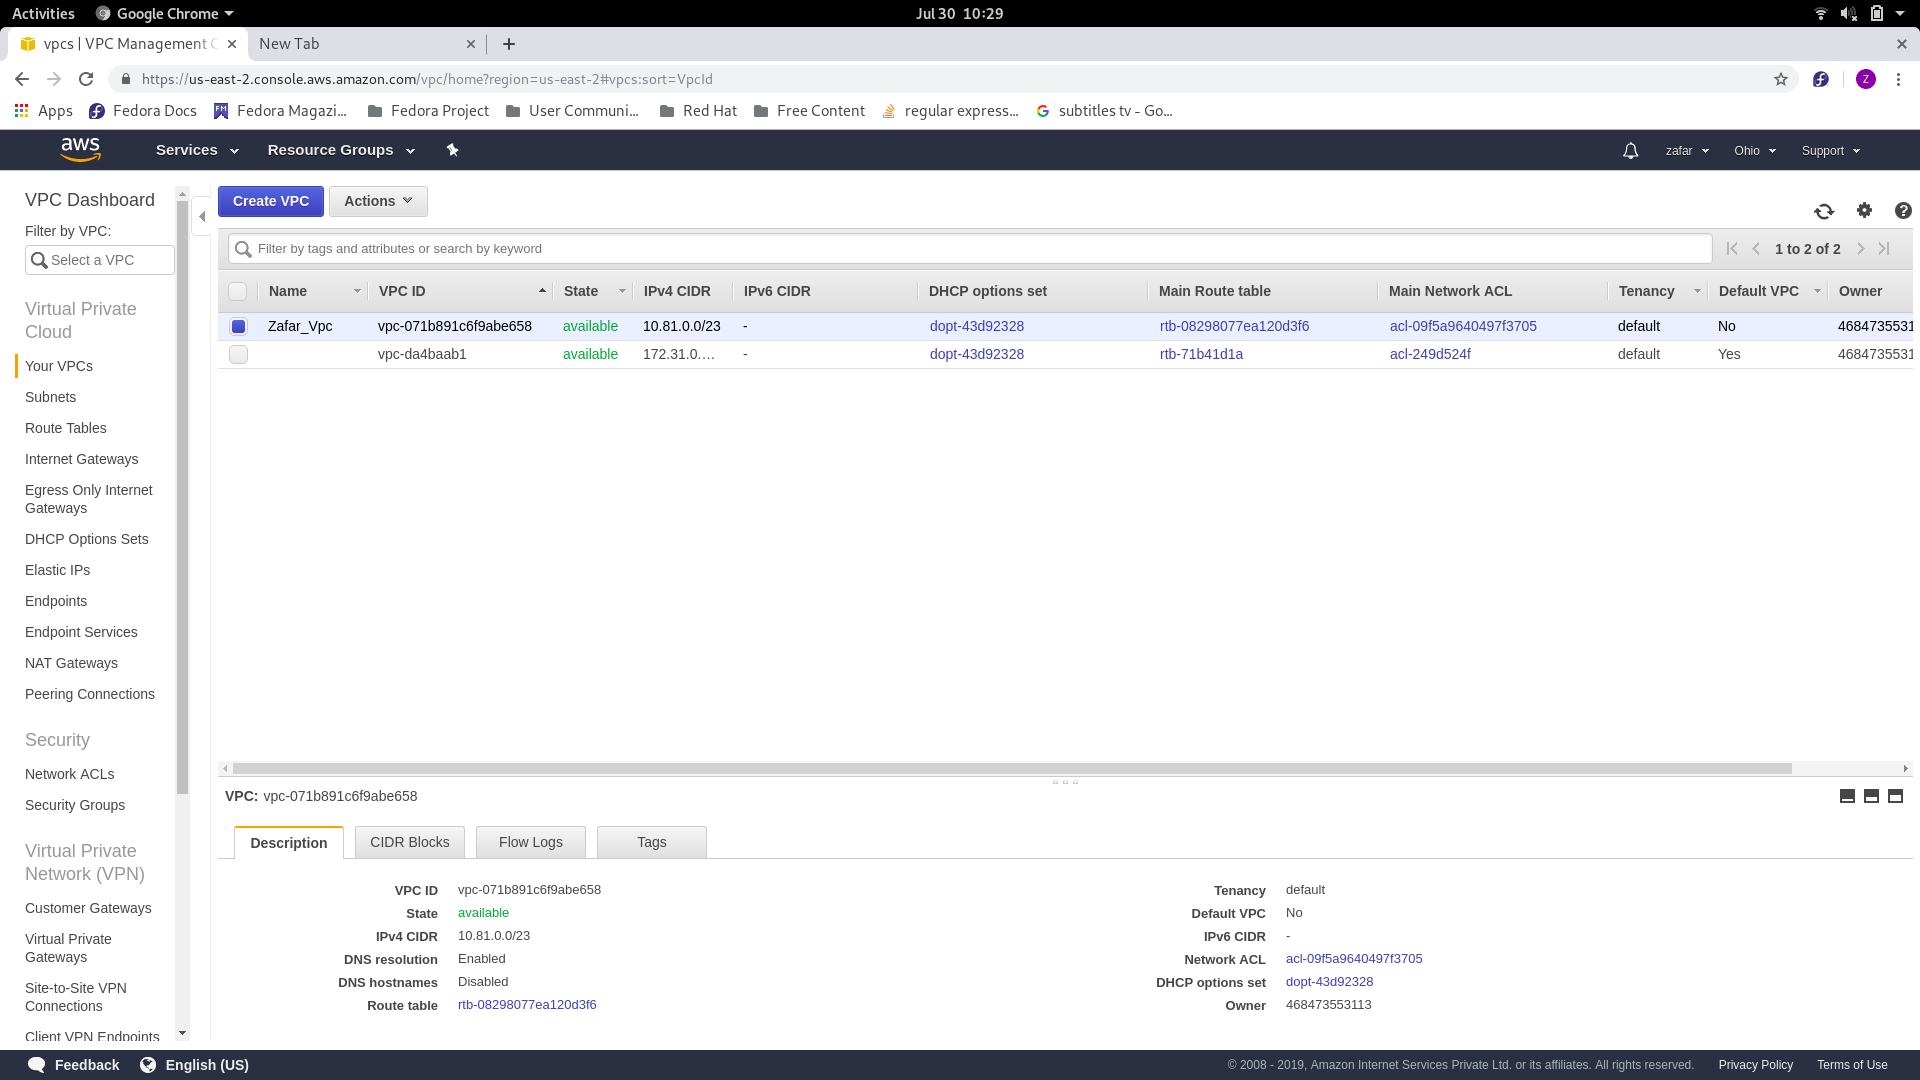 Activities Google Chrome Jul 30 10:29
vpcs | VPC Management C New Tab
https://us-east-2.console.aws.amazon.com/vpc/home?region=us-east-2#vpcs:sort=VpcId Z
Apps Fedora Docs FM Fedora Magazi... Fedora Project User Communi... Red Hat Free Content regular express... subtitles tv - Go...
aws Services Resource Groups zafar Ohio Support
VPC Dashboard
Filter by VPC:
Select a VPC
Virtual Private
Cloud
Your VPCs
Subnets
Route Tables
Internet Gateways
Egress Only Internet
Gateways
DHCP Options Sets
Elastic IPs
Endpoints
Endpoint Services
NAT Gateways
Peering Connections
Security
Network ACLs
Security Groups
Virtual Private
Network (VPN)
Customer Gateways
Virtual Private
Gateways
Site-to-Site VPN
Connections
Client VPN Endpoints
Create VPC Actions
Filter by tags and attributes or search by keyword 1 to 2 of 2
Name VPC ID State IPv4 CIDR IPv6 CIDR DHCP options set Main Route table Main Network ACL Tenancy Default VPC Owner
Zafar_Vpc vpc-071b891c6f9abe658 available 10.81.0.0/23 - dopt-43d92328 rtb-08298077ea120d3f6 acl-09f5a9640497f3705 default No 4684735531
vpc-da4baab1 available 172.31.0.… - dopt-43d92328 rtb-71b41d1a acl-249d524f default Yes 4684735531
VPC: vpc-071b891c6f9abe658
Description CIDR Blocks Flow Logs Tags
VPC ID vpc-071b891c6f9abe658 Tenancy default
State available Default VPC No
IPv4 CIDR 10.81.0.0/23 IPv6 CIDR -
DNS resolution Enabled Network ACL acl-09f5a9640497f3705
DNS hostnames Disabled DHCP options set dopt-43d92328
Route table rtb-08298077ea120d3f6 Owner 468473553113
Feedback English (US) © 2008 - 2019, Amazon Internet Services Private Ltd. or its affiliates. All rights reserved. Privacy Policy Terms of Use